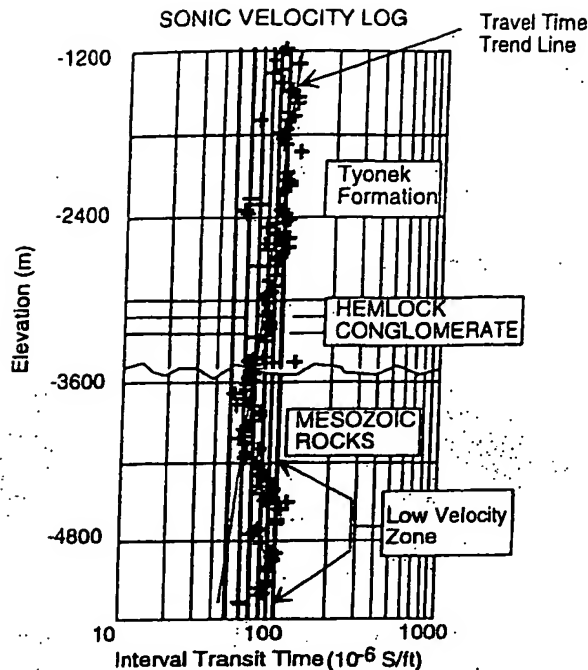 SONIC VELOCITY LOG
Travel Time
Trend Line
-1200
Tyonek
Formation
-2400
Elevation (m)
HEMLOCK
CONGLOMERATE
-3600
MESOZOIC
ROCKS
Low Velocity
Zone
-4800
10
100
1000
Interval Transit Time (10-6 S/ft)